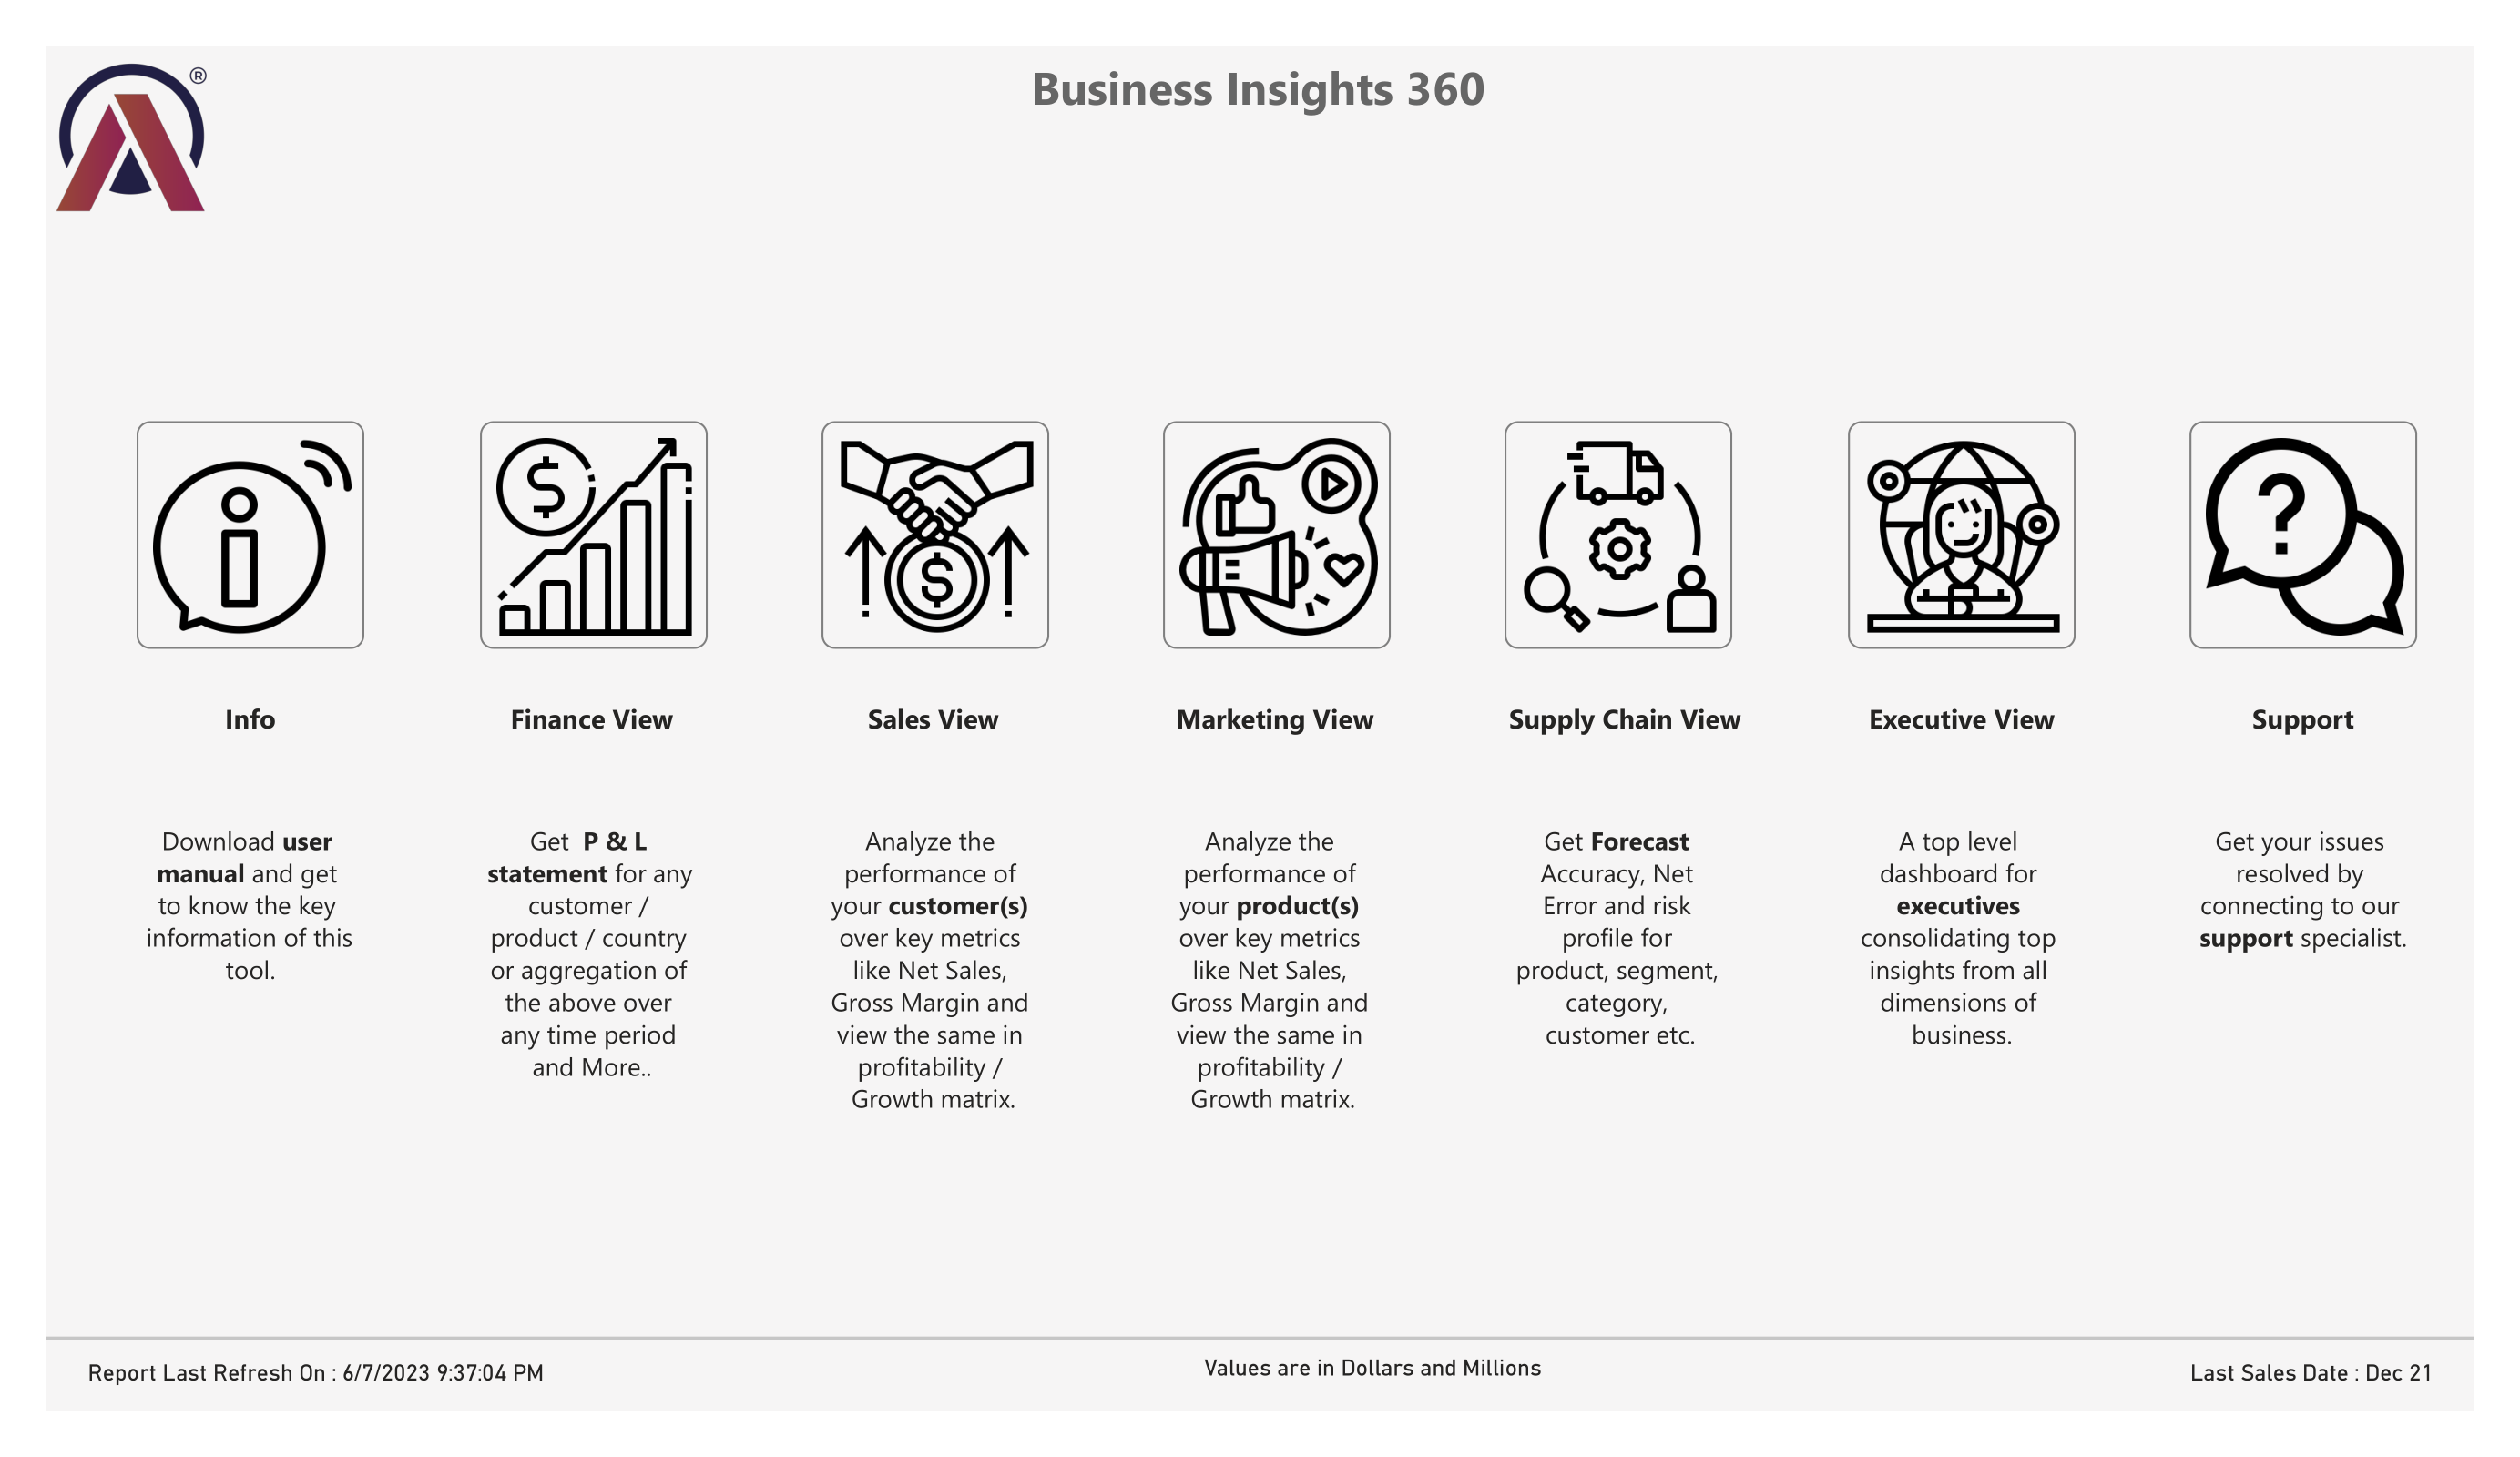 ®
Business Insights 360
Info
Download user
manual and get
to know the key
information of this
tool.
Finance View
Get P & L
statement for any
customer /
product / country
or aggregation of
the above over
any time period
and More..
Sales View
Analyze the
performance of
your customer(s)
over key metrics
like Net Sales,
Gross Margin and
view the same in
profitability /
Growth matrix.
Marketing View
Analyze the
performance of
your product(s)
over key metrics
like Net Sales,
Gross Margin and
view the same in
profitability /
Growth matrix.
Supply Chain View
Get Forecast
Accuracy, Net
Error and risk
profile for
product, segment,
category,
customer etc.
Executive View
A top level
dashboard for
executives
consolidating top
insights from all
dimensions of
business.
Support
Get your issues
resolved by
connecting to our
support specialist.
Report Last Refresh On : 6/7/2023 9:37:04 PM
Values are in Dollars and Millions
Last Sales Date : Dec 21